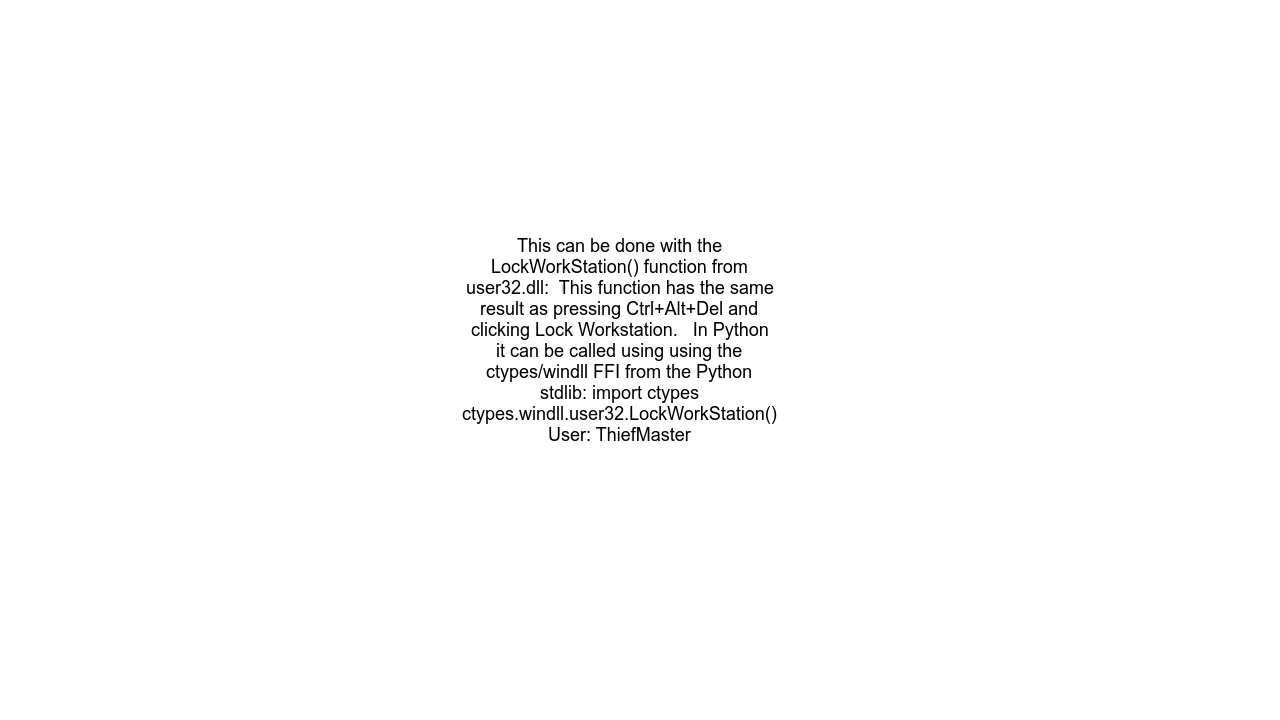 This can be done with the
LockWorkStation() function from
user32.dll:  This function has the same
result as pressing Ctrl+Alt+Del and
clicking Lock Workstation.   In Python
it can be called using using the
ctypes/windll FFI from the Python
stdlib: import ctypes
ctypes.windll.user32.LockWorkStation()
User: ThiefMaster